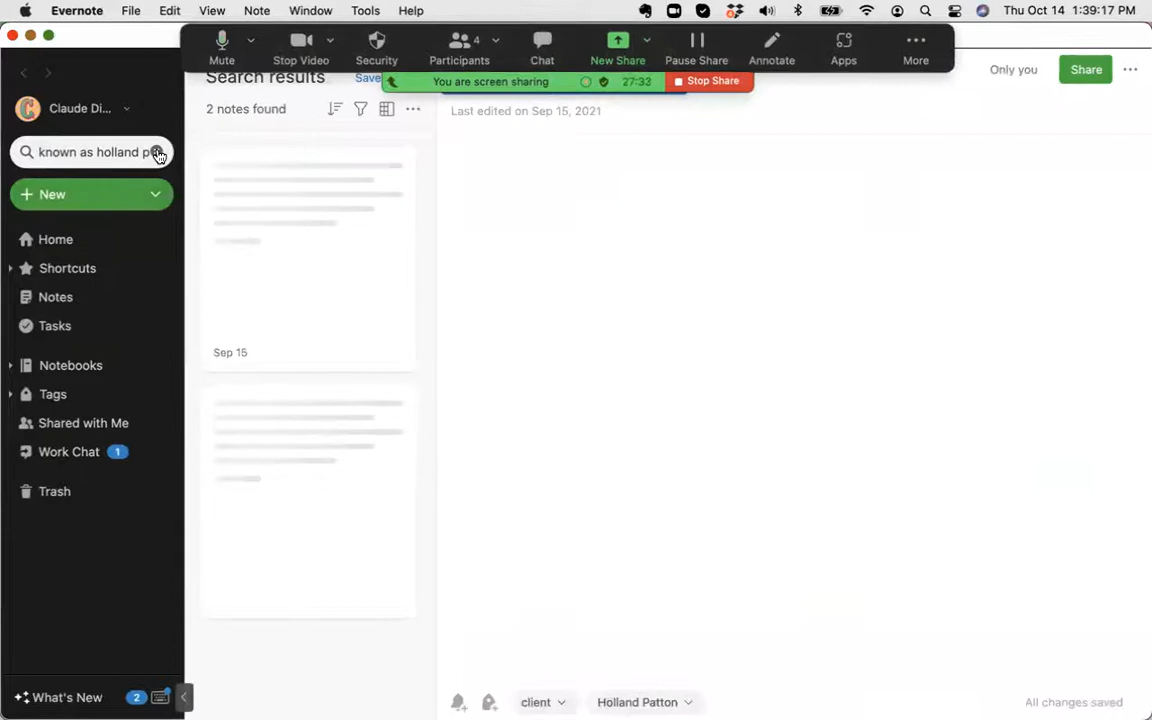 Evernote File Edit View Note Window Tools Help Thu Oct 14 1:39:17 PM
Mute Stop Video Security Participants 4 Chat New Share Pause Share Annotate Apps More
You are screen sharing 27:33 Stop Share
Search results Save
Only you Share
Claude Di...
2 notes found
Last edited on Sep 15, 2021
known as holland p
New
Home
Shortcuts
Notes
Tasks
Notebooks
Tags
Shared with Me
Work Chat 1
Trash
Sep 15
What's New 2
client Holland Patton All changes saved